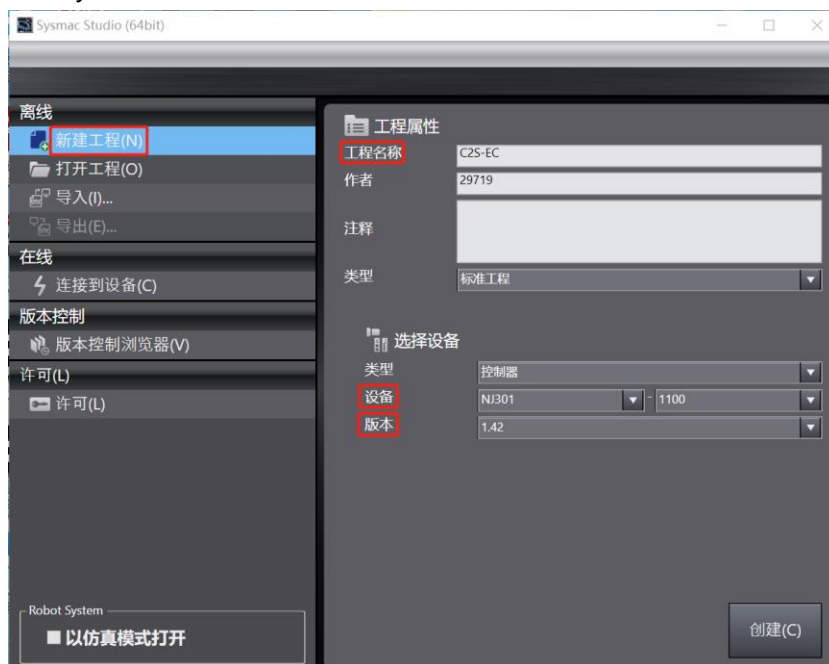 Sysmac Studio (64bit)
离线
新建工程(N)
打开工程(O)
导入(I)...
导出(E)...
在线
连接到设备(C)
版本控制
版本控制浏览器(V)
许可(L)
许可(L)
Robot System
以仿真模式打开
工程属性
工程名称 C2S-EC
作者 29719
注释
类型 标准工程
选择设备
类型 控制器
设备 NJ301 - 1100
版本 1.42
创建(C)